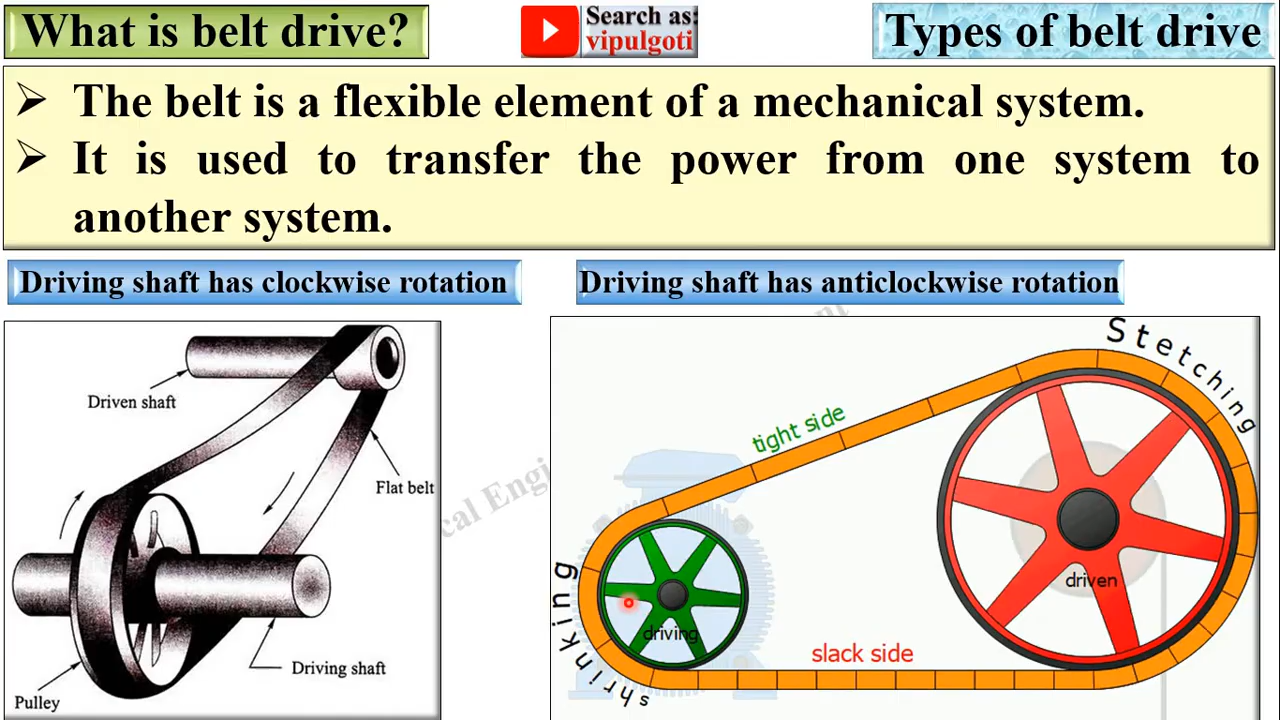 What is belt drive?
Search as:
vipulgoti
Types of belt drive
➢ The belt is a flexible element of a mechanical system.
➢ It is used to transfer the power from one system to
another system.
Driving shaft has clockwise rotation
Driving shaft has anticlockwise rotation
Driven shaft
Flat belt
Driving shaft
Pulley
Stetching
tight side
driven
shrinking
driving
slack side
cal Engi